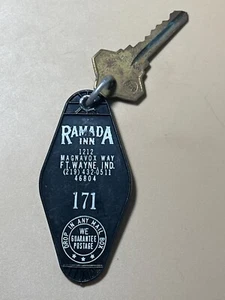 RAMADA
INN
1212
MAGNAVOX WAY
FT. WAYNE, IND.
(219) 432-0511
46804
171
DROP IN ANY MAIL BOX
WE
GUARANTEE
POSTAGE